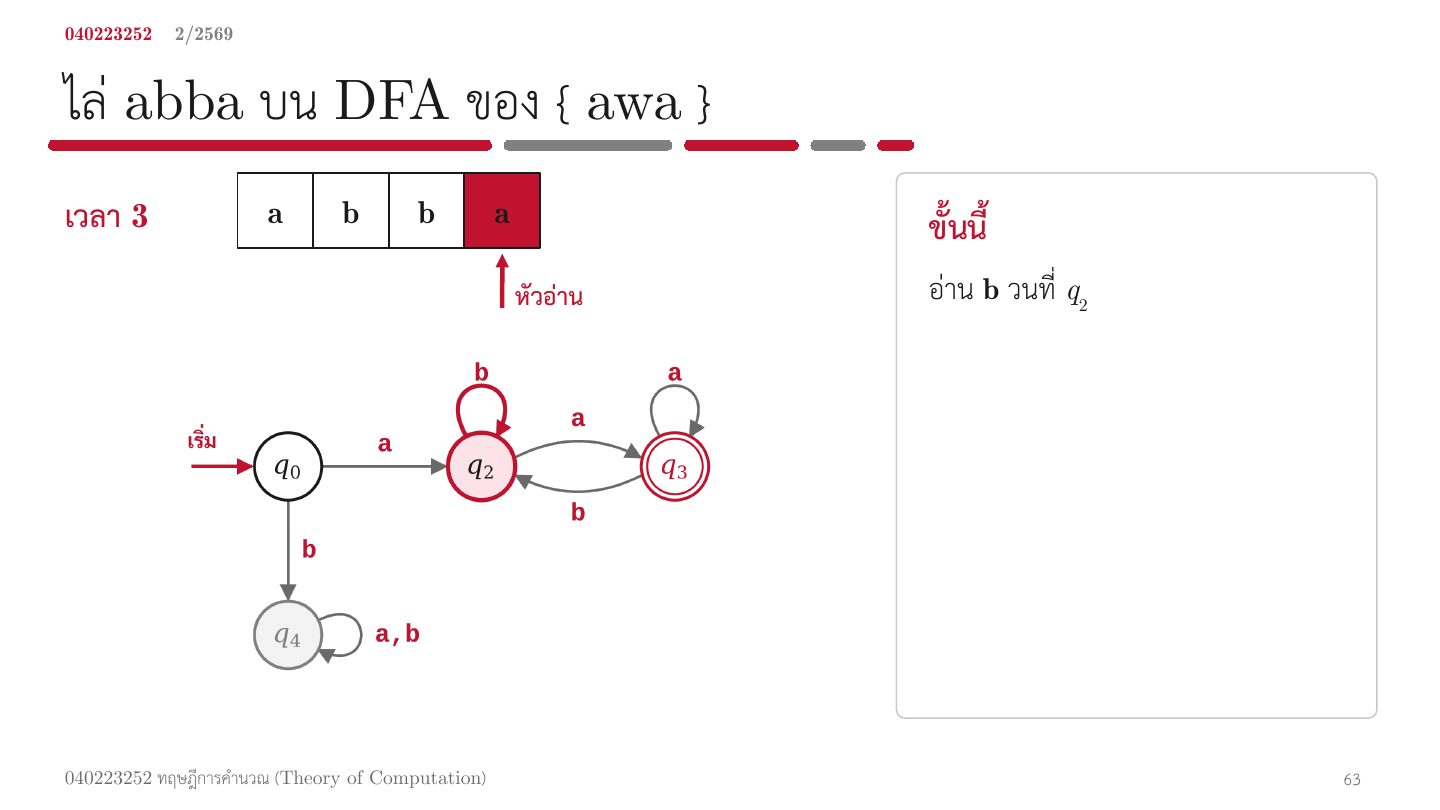 040223252 2/2569
ไล่ abba บน DFA ของ { awa }
เวลา 3
a b b a
หัวอ่าน
ขั้นนี้
อ่าน b วนที่ q2
b
a
a
เริ่ม
a
q0
q2
q3
b
b
q4
a,b
040223252 ทฤษฎีการคำนวณ (Theory of Computation)
63